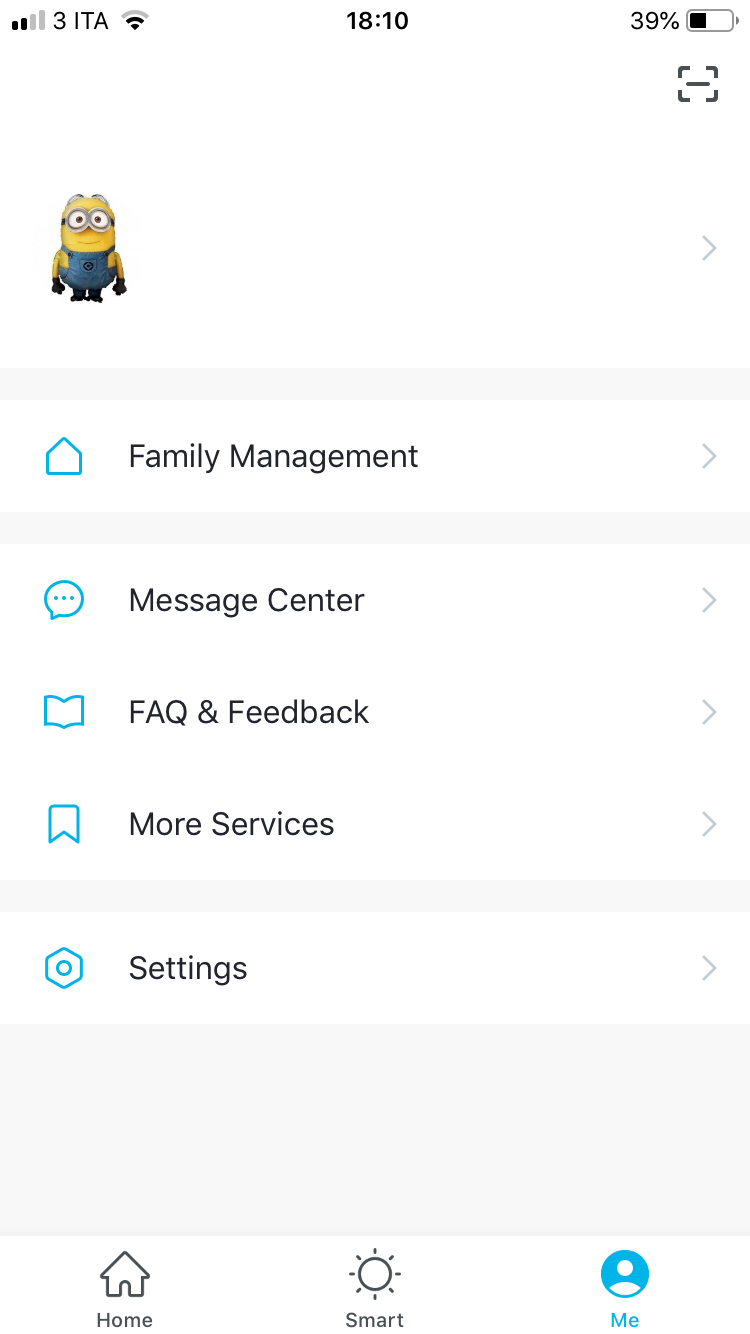 3 ITA 18:10 39%
Family Management
Message Center
FAQ & Feedback
More Services
Settings
Home Smart Me